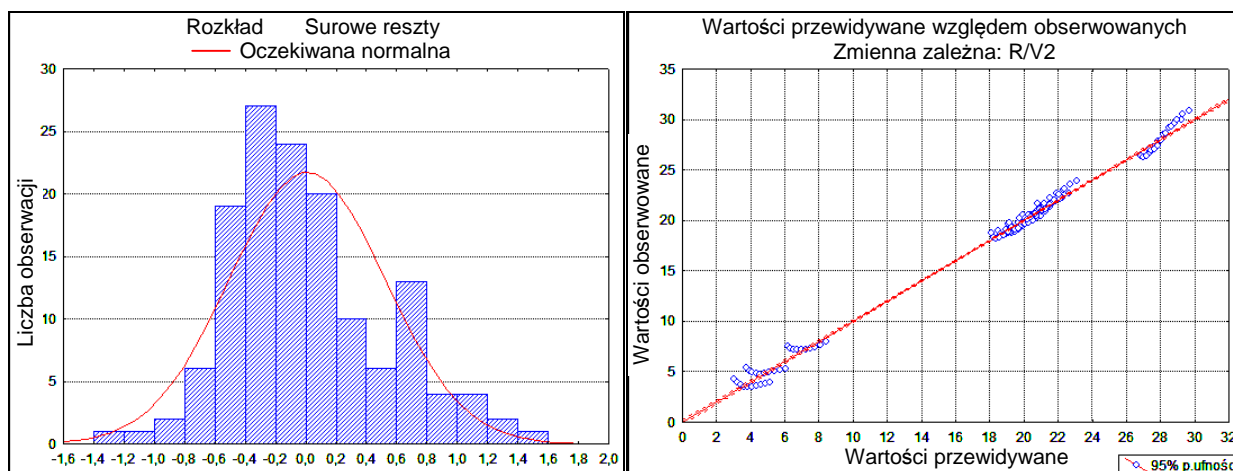 Rozkład Surowe reszty
Oczekiwana normalna
Liczba obserwacji
30
25
20
15
10
5
0
-1,6 -1,4 -1,2 -1,0 -0,8 -0,6 -0,4 -0,2 0,0 0,2 0,4 0,6 0,8 1,0 1,2 1,4 1,6 1,8 2,0
Wartości przewidywane względem obserwowanych
Zmienna zależna: R/V2
Wartości obserwowane
35
30
25
20
15
10
5
0
0 2 4 6 8 10 12 14 16 18 20 22 24 26 28 30 32
Wartości przewidywane
95% p.ufnośc